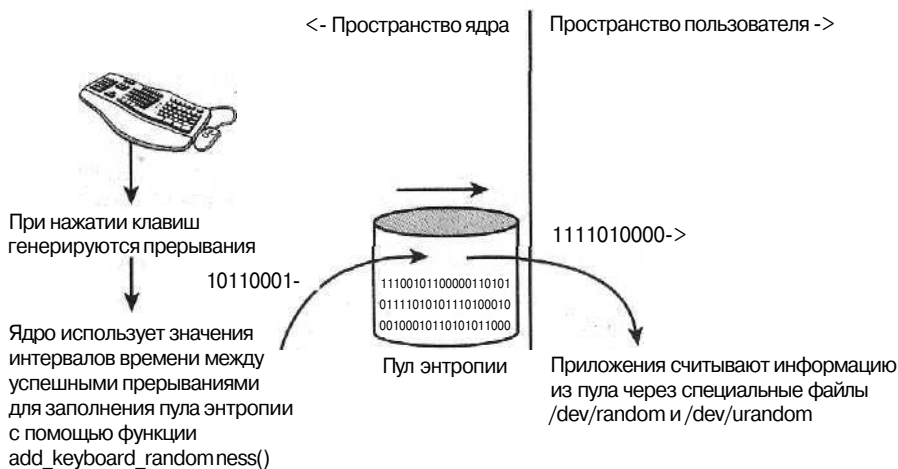 <- Пространство ядра
Пространство пользователя ->
При нажатии клавиш
генерируются прерывания
10110001-
1111010000->
11100101100000110101
01111010101110100010
00100010110101011000
Пул энтропии
Ядро использует значения
интервалов времени между
успешными прерываниями
для заполнения пула энтропии
с помощью функции
add_keyboard_randomness()
Приложения считывают информацию
из пула через специальные файлы
/dev/random и /dev/urandom